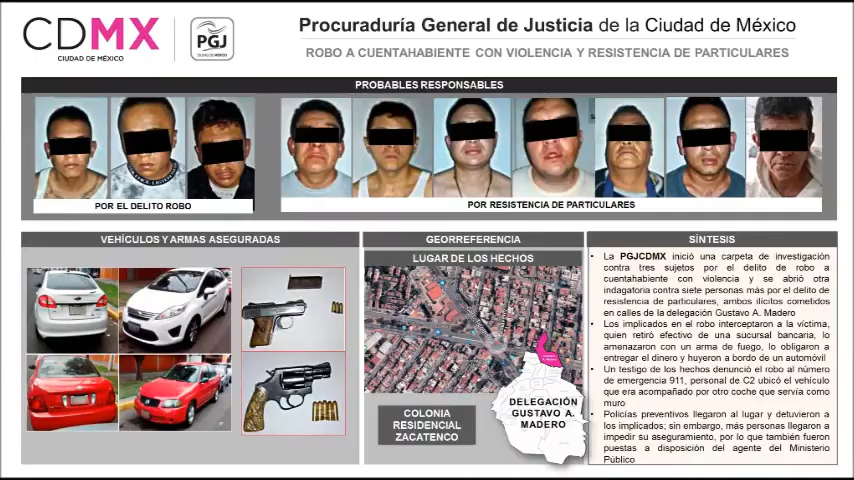 CDMX
CIUDAD DE MÉXICO
PGJ
CIUDAD DE MÉXICO
Procuraduría General de Justicia de la Ciudad de México
ROBO A CUENTAHABIENTE CON VIOLENCIA Y RESISTENCIA DE PARTICULARES
PROBABLES RESPONSABLES
POR EL DELITO ROBO
POR RESISTENCIA DE PARTICULARES
VEHÍCULOS Y ARMAS ASEGURADAS
GEORREFERENCIA
LUGAR DE LOS HECHOS
COLONIA
RESIDENCIAL
ZACATENCO
DELEGACIÓN
GUSTAVO A.
MADERO
SÍNTESIS
• La PGJCDMX inició una carpeta de investigación
contra tres sujetos por el delito de robo a
cuentahabiente con violencia y se abrió otra
indagatoria contra siete personas más por el delito de
resistencia de particulares, ambos ilícitos cometidos
en calles de la delegación Gustavo A. Madero
• Los implicados en el robo interceptaron a la víctima,
quien retiró efectivo de una sucursal bancaria, lo
amenazaron con un arma de fuego, lo obligaron a
entregar el dinero y huyeron a bordo de un automóvil
• Un testigo de los hechos denunció el robo al número
de emergencia 911, personal de C2 ubicó el vehículo
que era acompañado por otro coche que servía como
muro
• Policías preventivos llegaron al lugar y detuvieron a
los implicados; sin embargo, más personas llegaron a
impedir su aseguramiento, por lo que también fueron
puestas a disposición del agente del Ministerio
Público